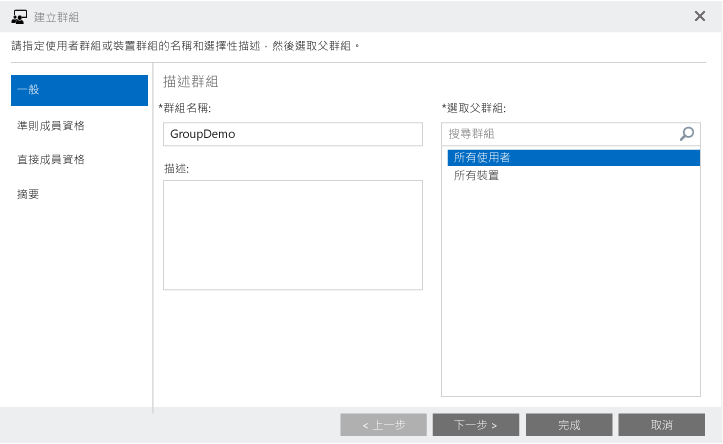 建立群組
請指定使用者群組或裝置群組的名稱和選擇性描述，然後選取父群組。
一般
準則成員資格
直接成員資格
摘要
描述群組
*群組名稱:
GroupDemo
描述:
*選取父群組:
搜尋群組
所有使用者
所有裝置
< 上一步
下一步 >
完成
取消